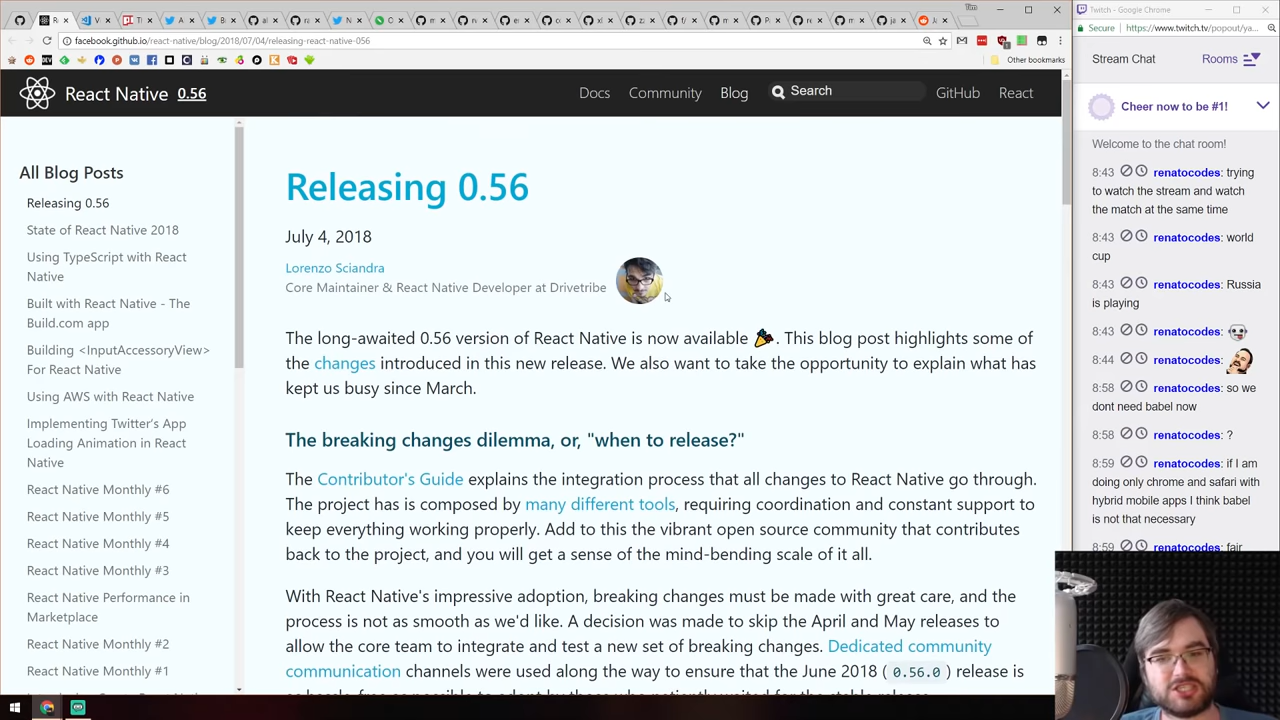 Tim
Twitch - Google Chrome
facebook.github.io/react-native/blog/2018/07/04/releasing-react-native-056
Secure
https://www.twitch.tv/popout/ya...
Other bookmarks
React Native 0.56
Docs
Community
Blog
Search
GitHub
React
All Blog Posts
Releasing 0.56
State of React Native 2018
Using TypeScript with React
Native
Built with React Native - The
Build.com app
Building <InputAccessoryView>
For React Native
Using AWS with React Native
Implementing Twitter's App
Loading Animation in React
Native
React Native Monthly #6
React Native Monthly #5
React Native Monthly #4
React Native Monthly #3
React Native Performance in
Marketplace
React Native Monthly #2
React Native Monthly #1
Releasing 0.56
July 4, 2018
Lorenzo Sciandra
Core Maintainer & React Native Developer at Drivetribe
The long-awaited 0.56 version of React Native is now available 🎉. This blog post highlights some of
the changes introduced in this new release. We also want to take the opportunity to explain what has
kept us busy since March.
The breaking changes dilemma, or, "when to release?"
The Contributor's Guide explains the integration process that all changes to React Native go through.
The project has is composed by many different tools, requiring coordination and constant support to
keep everything working properly. Add to this the vibrant open source community that contributes
back to the project, and you will get a sense of the mind-bending scale of it all.
With React Native's impressive adoption, breaking changes must be made with great care, and the
process is not as smooth as we'd like. A decision was made to skip the April and May releases to
allow the core team to integrate and test a new set of breaking changes. Dedicated community
communication channels were used along the way to ensure that the June 2018 ( 0.56.0 ) release is
Stream Chat
Rooms
Cheer now to be #1!
Welcome to the chat room!
8:43 renatocodes: trying
to watch the stream and watch
the match at the same time
8:43 renatocodes: world
cup
8:43 renatocodes: Russia
is playing
8:43 renatocodes:
8:44 renatocodes:
8:58 renatocodes: so we
dont need babel now
8:58 renatocodes: ?
8:59 renatocodes: if I am
doing only chrome and safari with
hybrid mobile apps I think babel
is not that necessary
8:59 renatocodes: fair